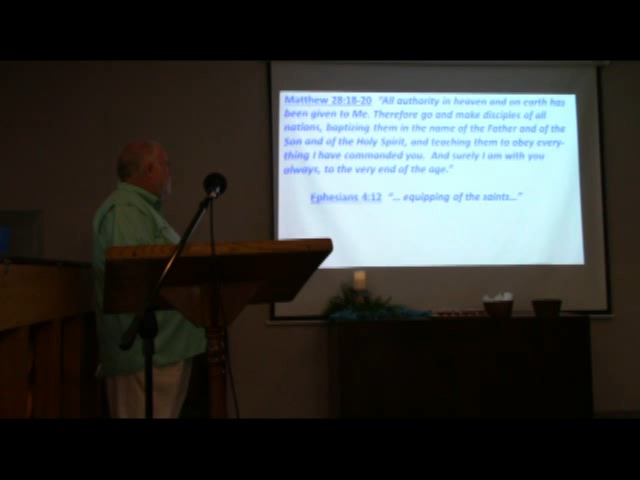 Matthew 28:18-20 "All authority in heaven and on earth has
been given to Me. Therefore go and make disciples of all
nations, baptizing them in the name of the Father and of the
Son and of the Holy Spirit, and teaching them to obey every-
thing I have commanded you. And surely I am with you
always, to the very end of the age."
Ephesians 4:12 "... equipping of the saints..."